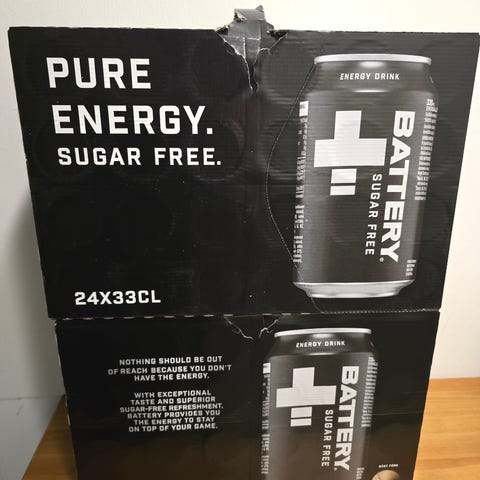 PURE
ENERGY.
SUGAR FREE.
24X33CL
ENERGY DRINK
BATTERY
SUGAR FREE
NOTHING SHOULD BE OUT
OF REACH BECAUSE YOU DON'T
HAVE THE ENERGY.
WITH EXCEPTIONAL
TASTE AND SUPERIOR
SUGAR-FREE REFRESHMENT,
BATTERY PROVIDES YOU
THE ENERGY TO STAY
ON TOP OF YOUR GAME.
ENERGY DRINK
BATTERY
SUGAR FREE